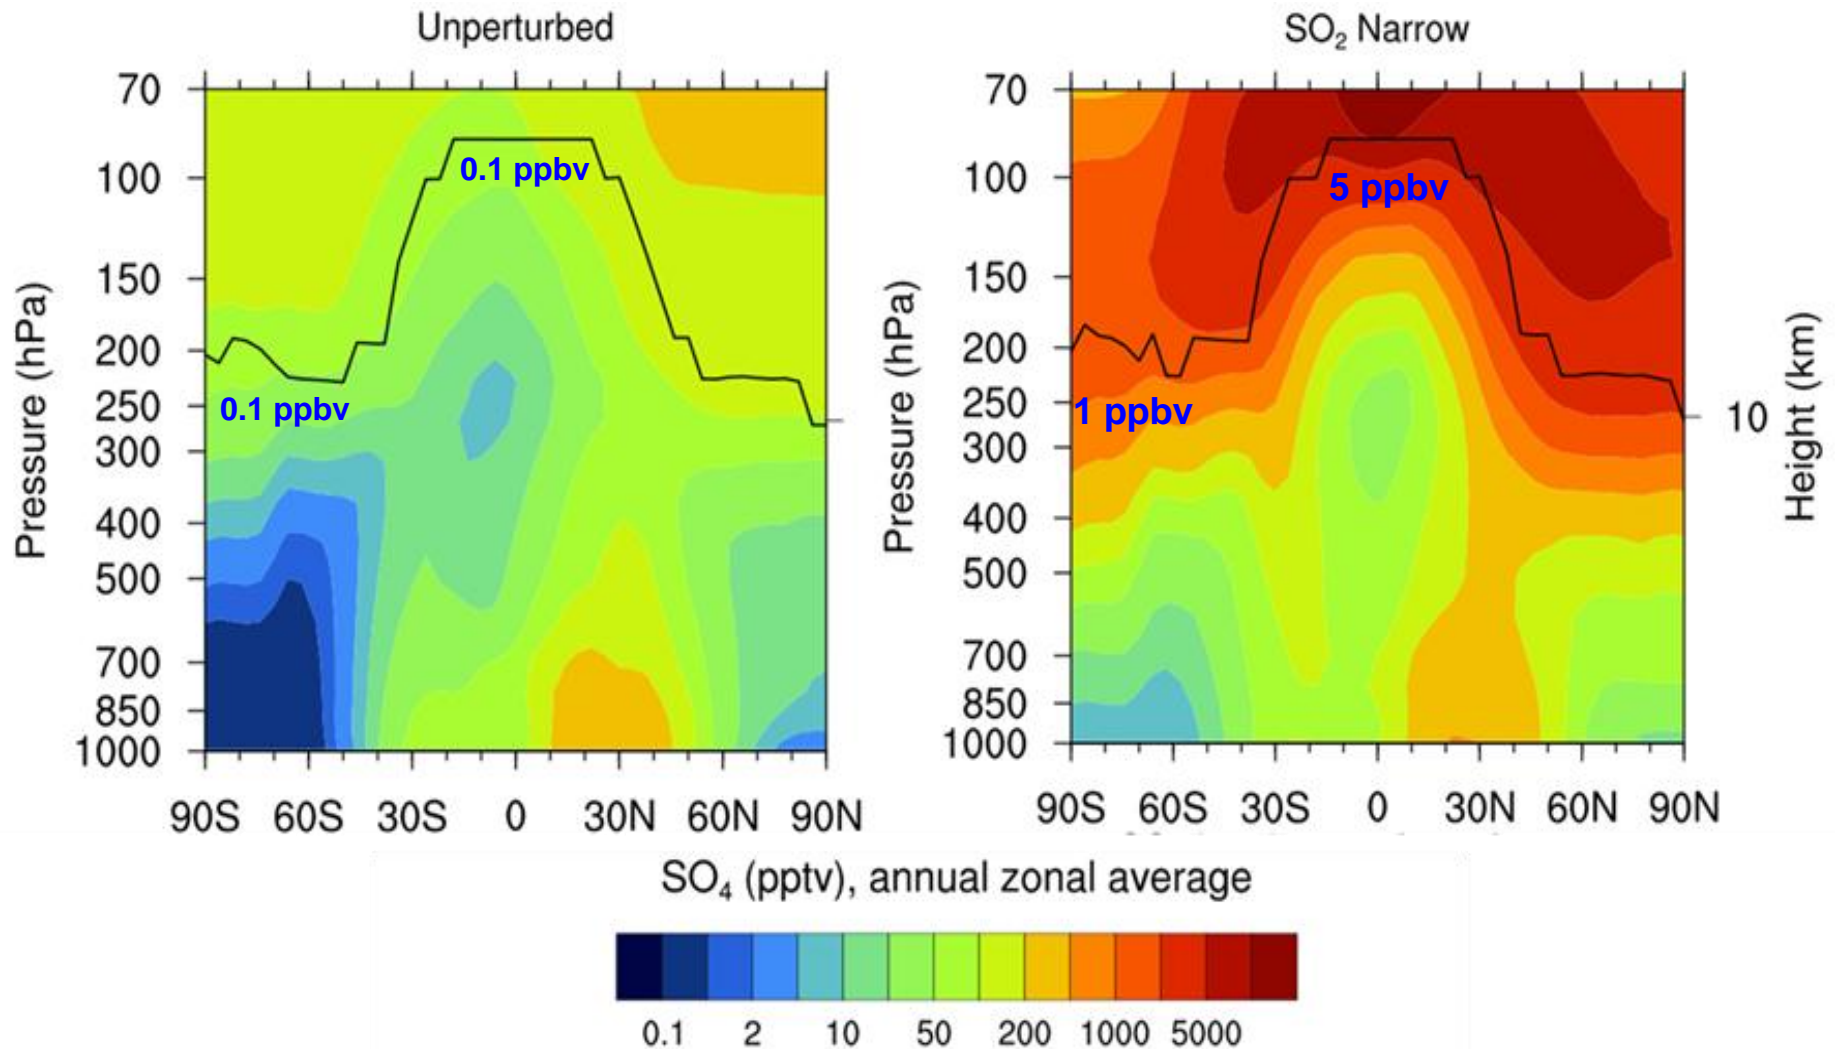 Unperturbed
SO₂ Narrow
70
100
150
200
250
300
400
500
700
850
1000
Pressure (hPa)
0.1 ppbv
0.1 ppbv
90S 60S 30S 0 30N 60N 90N
70
100
150
200
250
300
400
500
700
850
1000
Pressure (hPa)
5 ppbv
1 ppbv
10
Height (km)
90S 60S 30S 0 30N 60N 90N
SO₄ (pptv), annual zonal average
0.1 2 10 50 200 1000 5000